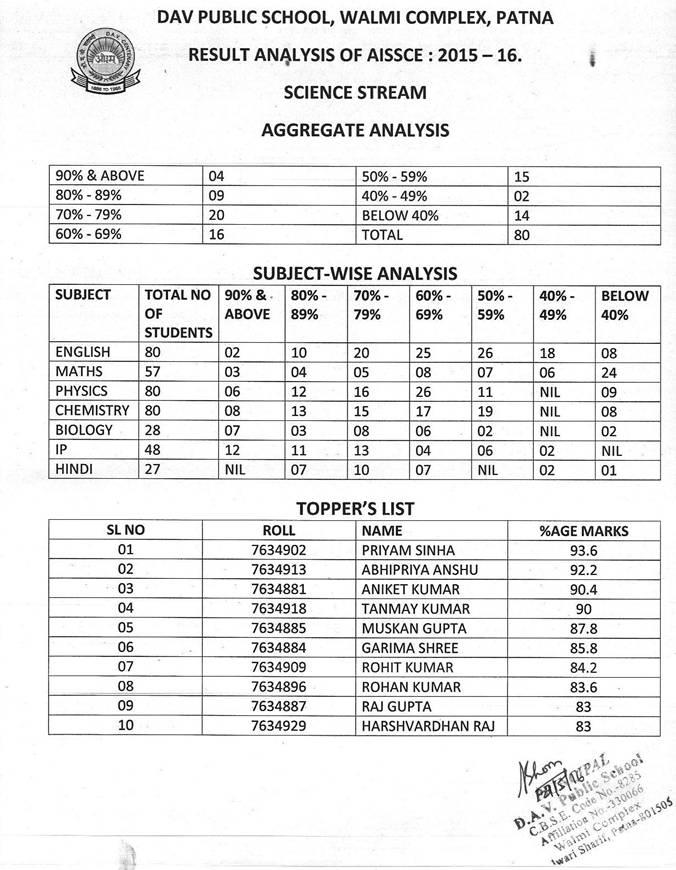 DAV PUBLIC SCHOOL, WALMI COMPLEX, PATNA
RESULT ANALYSIS OF AISSCE : 2015 – 16.
SCIENCE STREAM
AGGREGATE ANALYSIS
D.A.V. CENTENARY
ओ३म्
1886 TO 1986
90% & ABOVE 04 50% - 59% 15
80% - 89% 09 40% - 49% 02
70% - 79% 20 BELOW 40% 14
60% - 69% 16 TOTAL 80
SUBJECT-WISE ANALYSIS
SUBJECT TOTAL NO 90% & 80% - 70% - 60% - 50% - 40% - BELOW
OF ABOVE 89% 79% 69% 59% 49% 40%
STUDENTS
ENGLISH 80 02 10 20 25 26 18 08
MATHS 57 03 04 05 08 07 06 24
PHYSICS 80 06 12 16 26 11 NIL 09
CHEMISTRY 80 08 13 15 17 19 NIL 08
BIOLOGY 28 07 03 08 06 02 NIL 02
IP 48 12 11 13 04 06 02 NIL
HINDI 27 NIL 07 10 07 NIL 02 01
TOPPER'S LIST
SL NO ROLL NAME %AGE MARKS
01 7634902 PRIYAM SINHA 93.6
02 7634913 ABHIPRIYA ANSHU 92.2
03 7634881 ANIKET KUMAR 90.4
04 7634918 TANMAY KUMAR 90
05 7634885 MUSKAN GUPTA 87.8
06 7634884 GARIMA SHREE 85.8
07 7634909 ROHIT KUMAR 84.2
08 7634896 ROHAN KUMAR 83.6
09 7634887 RAJ GUPTA 83
10 7634929 HARSHVARDHAN RAJ 83
PRINCIPAL
D.A.V. Public School
C.B.S.E. Code No.-8285
Affiliation No.-330066
Walmi Complex
Sharif, Patna-801505